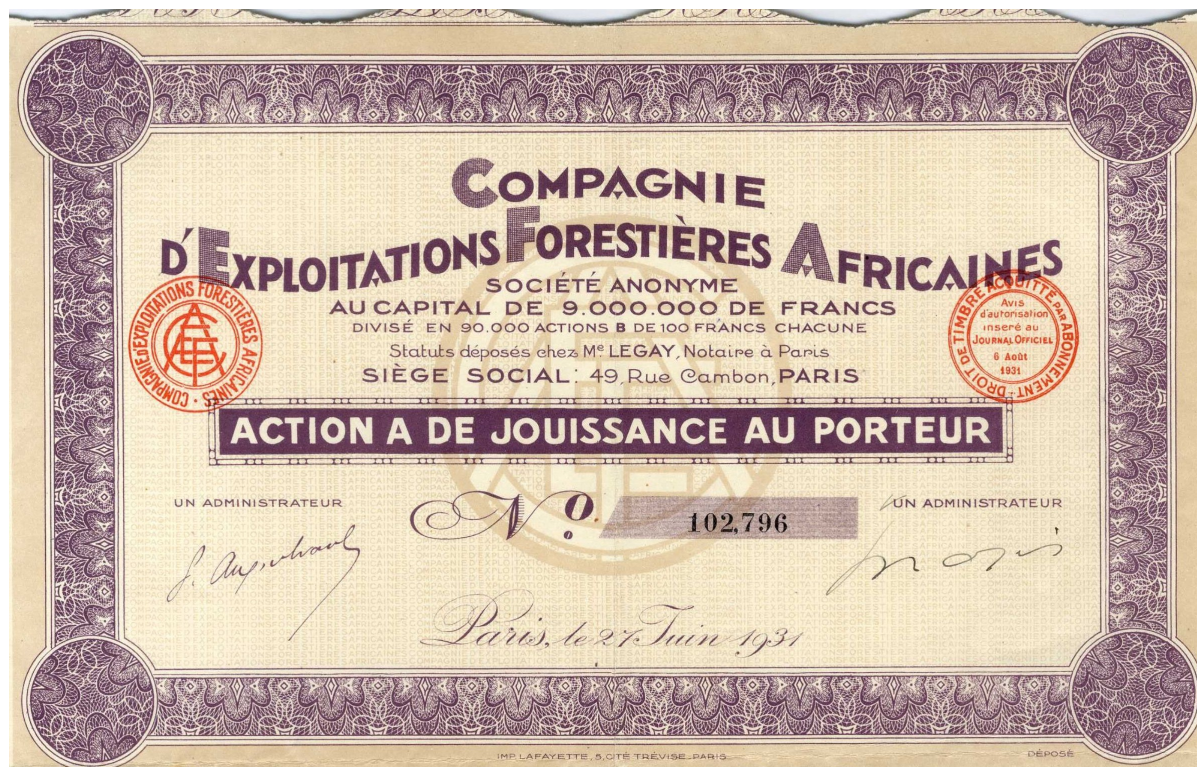 COMPAGNIE
D'EXPLOITATIONS FORESTIÈRES AFRICAINES
SOCIÉTÉ ANONYME
AU CAPITAL DE 9.000.000 DE FRANCS
DIVISÉ EN 90.000 ACTIONS B DE 100 FRANCS CHACUNE
Statuts déposés chez Me LEGAY, Notaire à Paris
SIÈGE SOCIAL: 49, Rue Cambon, PARIS
COMPAGNIE D'EXPLOITATIONS FORESTIÈRES AFRICAINES
DROIT DE TIMBRE ACQUITTÉ PAR ABONNEMENT
Avis
d'autorisation
inseré au
JOURNAL OFFICIEL
6 Août
1931
ACTION A DE JOUISSANCE AU PORTEUR
UN ADMINISTRATEUR
No. 102,796
UN ADMINISTRATEUR
Paris, le 27 Juin 1931
IMP. LAFAYETTE, 5, CITÉ TRÉVISE_PARIS_
DÉPOSÉ